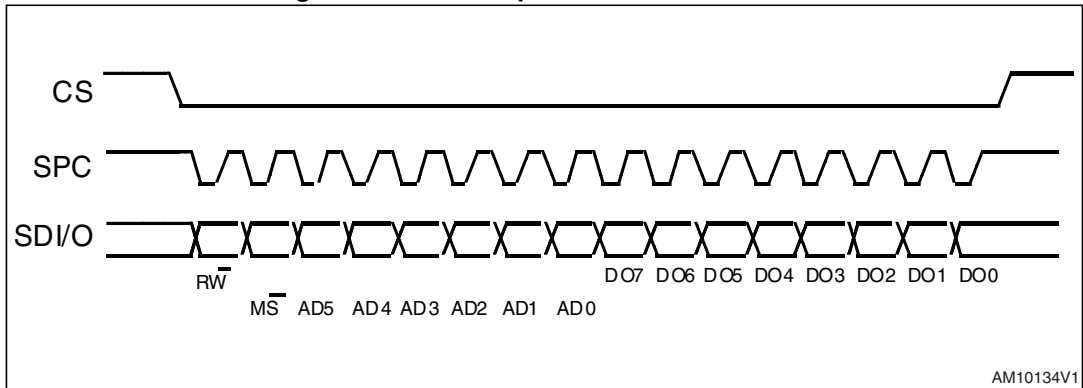 CS
SPC
SDI/O
RW
DO7 DO6 DO5 DO4 DO3 DO2 DO1 DO0
MS AD5 AD4 AD3 AD2 AD1 AD0
AM10134V1